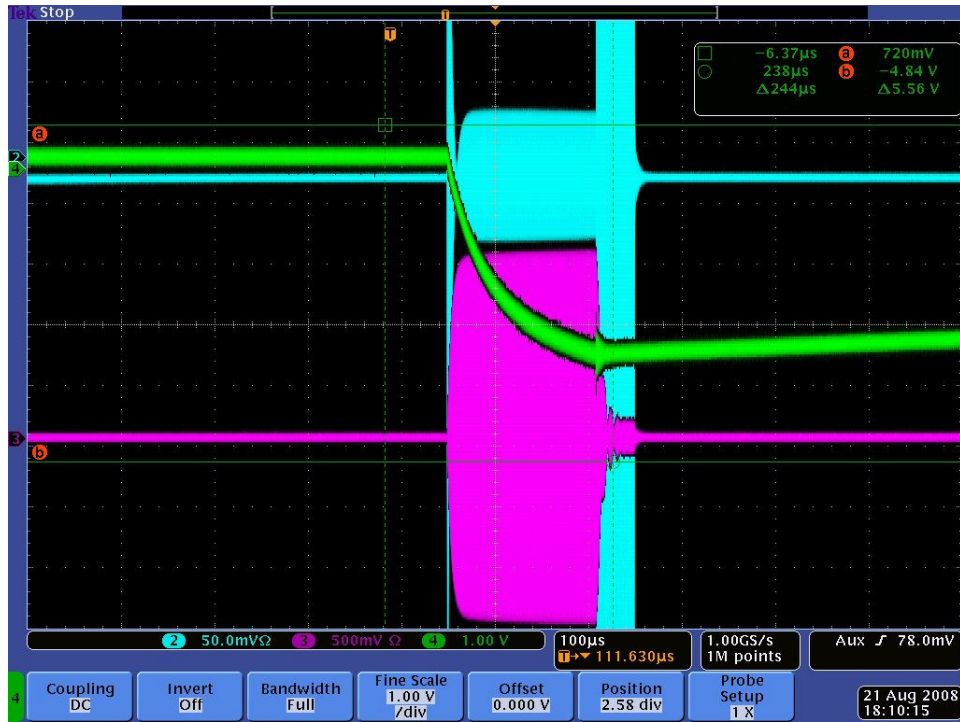 Tek Stop
T
T
-6.37µs a 720mV
238µs b -4.84 V
Δ244µs Δ5.56 V
a
2
4
3
b
2 50.0mVΩ 3 500mV Ω 4 1.00 V
100µs
T→▼ 111.630µs
1.00GS/s
1M points
Aux ʃ 78.0mV
4
Coupling
DC
Invert
Off
Bandwidth
Full
Fine Scale
1.00 V
/div
Offset
0.000 V
Position
2.58 div
Probe
Setup
1 X
21 Aug 2008
18:10:15